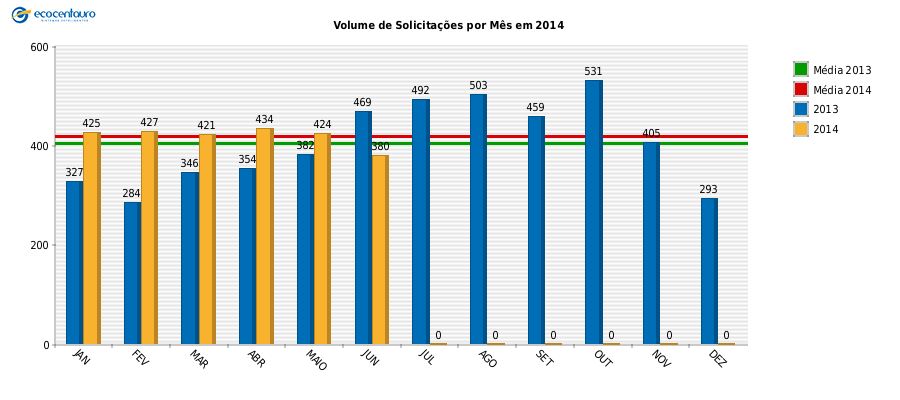 ecocentauro
Volume de Solicitações por Mês em 2014
600
400
200
0
327
425
284
427
346
421
354
434
382
424
469
380
492
0
503
0
459
0
531
0
405
0
293
0
JAN
FEV
MAR
ABR
MAIO
JUN
JUL
AGO
SET
OUT
NOV
DEZ
Média 2013
Média 2014
2013
2014